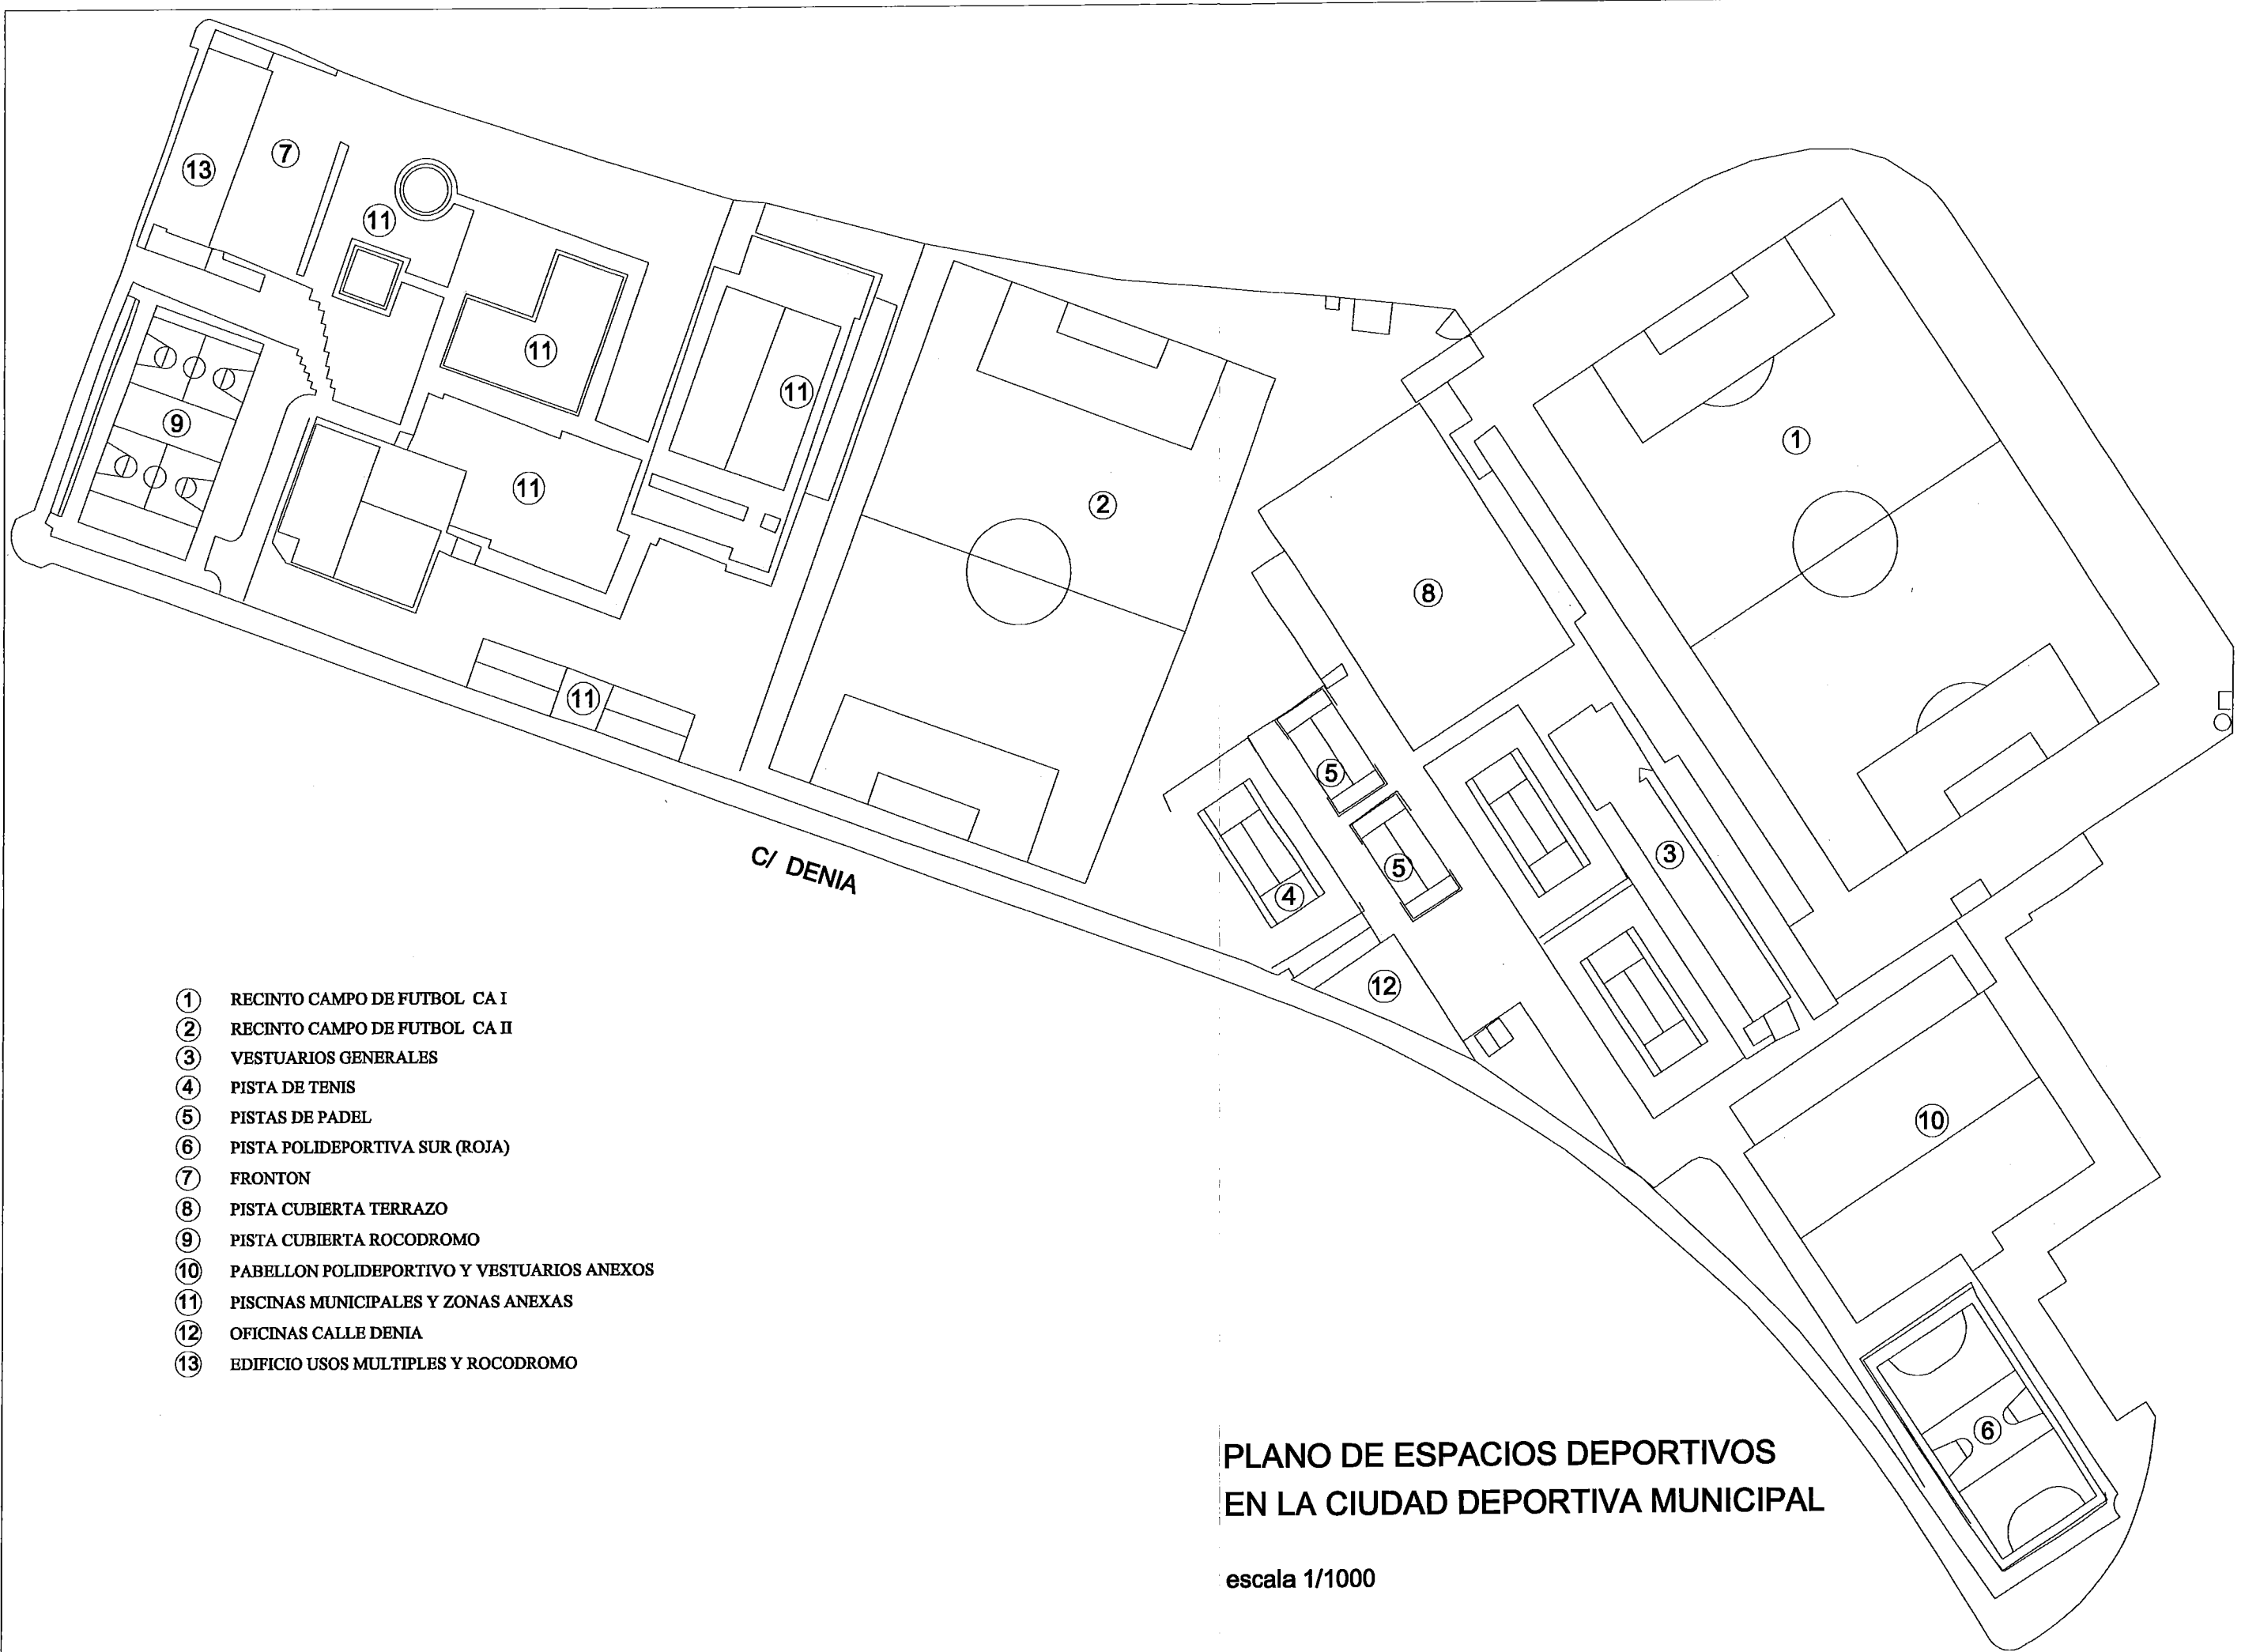 13
7
11
11
11
9
11
11
2
1
8
5
5
4
3
12
10
6
C/ DENIA
1 RECINTO CAMPO DE FUTBOL CA I
2 RECINTO CAMPO DE FUTBOL CA II
3 VESTUARIOS GENERALES
4 PISTA DE TENIS
5 PISTAS DE PADEL
6 PISTA POLIDEPORTIVA SUR (ROJA)
7 FRONTON
8 PISTA CUBIERTA TERRAZO
9 PISTA CUBIERTA ROCODROMO
10 PABELLON POLIDEPORTIVO Y VESTUARIOS ANEXOS
11 PISCINAS MUNICIPALES Y ZONAS ANEXAS
12 OFICINAS CALLE DENIA
13 EDIFICIO USOS MULTIPLES Y ROCODROMO
PLANO DE ESPACIOS DEPORTIVOS
EN LA CIUDAD DEPORTIVA MUNICIPAL
escala 1/1000